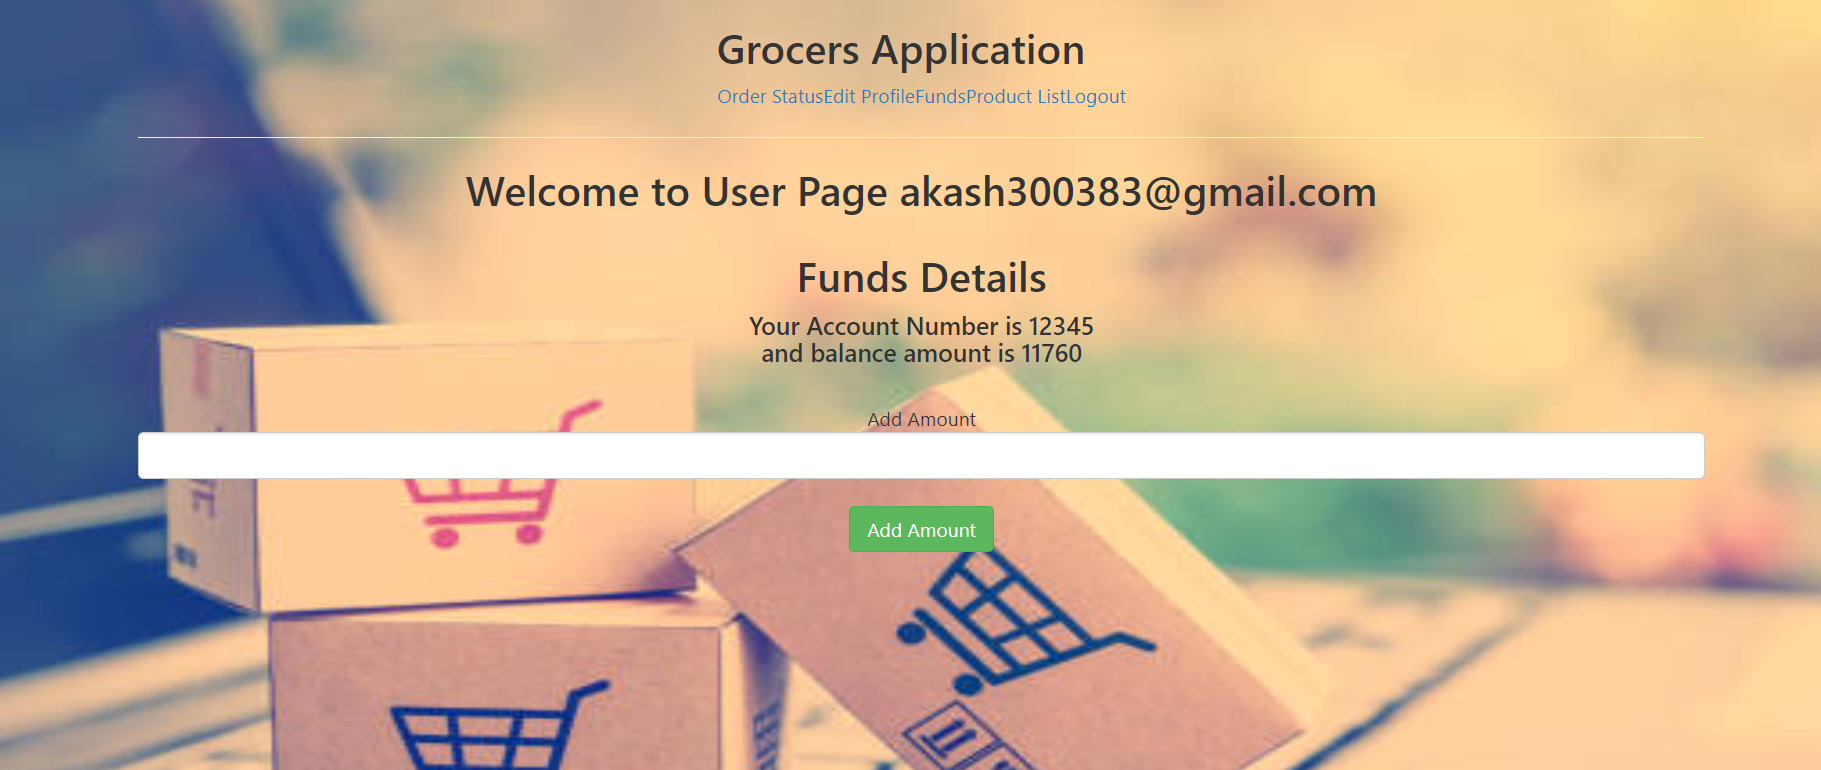 Grocers Application
Order StatusEdit ProfileFundsProduct ListLogout
Welcome to User Page akash300383@gmail.com
Funds Details
Your Account Number is 12345
and balance amount is 11760
Add Amount
Add Amount